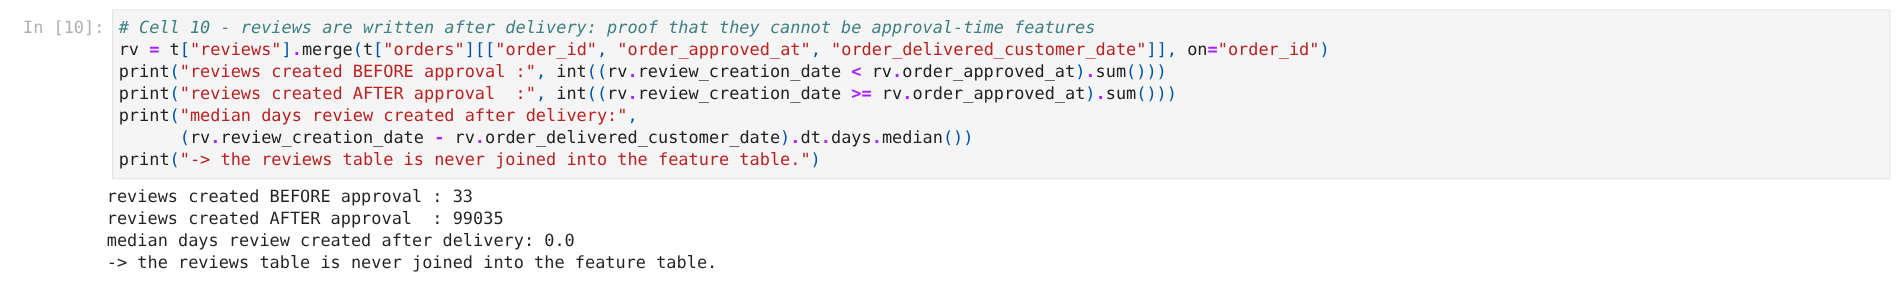 In [10]: # Cell 10 - reviews are written after delivery: proof that they cannot be approval-time features
rv = t["reviews"].merge(t["orders"][["order_id", "order_approved_at", "order_delivered_customer_date"]], on="order_id")
print("reviews created BEFORE approval :", int((rv.review_creation_date < rv.order_approved_at).sum()))
print("reviews created AFTER approval  :", int((rv.review_creation_date >= rv.order_approved_at).sum()))
print("median days review created after delivery:",
      (rv.review_creation_date - rv.order_delivered_customer_date).dt.days.median())
print("-> the reviews table is never joined into the feature table.")
reviews created BEFORE approval : 33
reviews created AFTER approval  : 99035
median days review created after delivery: 0.0
-> the reviews table is never joined into the feature table.